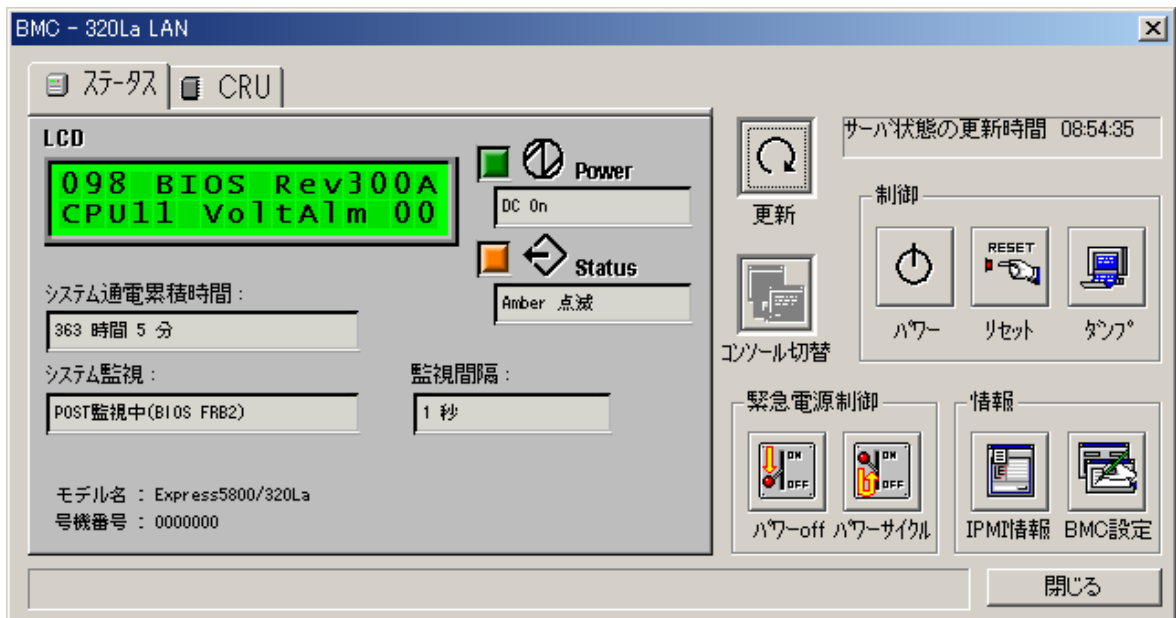 BMC - 320La LAN
ｽﾃｰﾀｽ
CRU
LCD
098 BIOS Rev300A
CPU11 VoltAlm 00
Power
DC On
Status
Amber 点滅
ｼｽﾃﾑ通電累積時間 :
363 時間 5 分
ｼｽﾃﾑ監視 :
POST監視中(BIOS FRB2)
監視間隔 :
1 秒
モデル名 : Express5800/320La
号機番号 : 0000000
更新
ｺﾝｿｰﾙ切替
ｻｰﾊﾞ状態の更新時間 08:54:35
制御
RESET
ﾊﾟﾜｰ
ﾘｾｯﾄ
ﾀﾞﾝﾌﾟ
緊急電源制御
ON
OFF
ON
OFF
ﾊﾟﾜｰoff
ﾊﾟﾜｰｻｲｸﾙ
情報
IPMI情報
BMC設定
閉じる